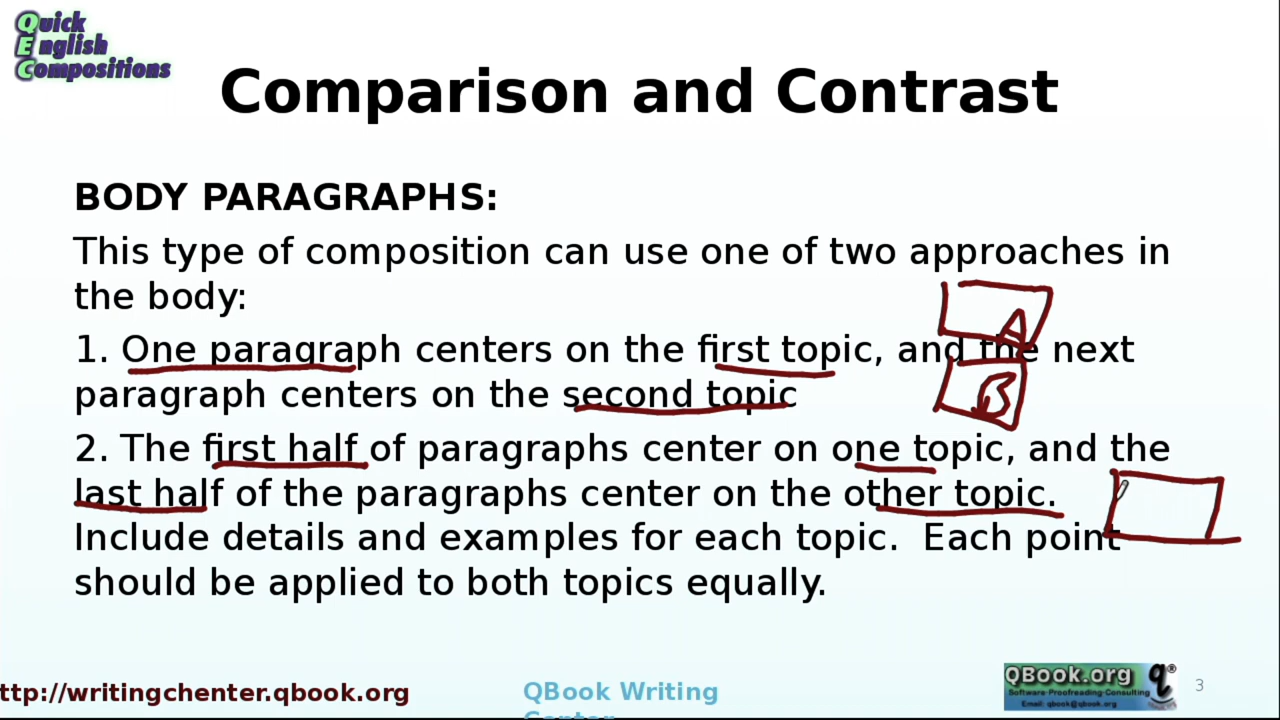 Quick
English
Compositions
Comparison and Contrast
BODY PARAGRAPHS:
This type of composition can use one of two approaches in
the body:
1. One paragraph centers on the first topic, and the next
paragraph centers on the second topic
A
B
2. The first half of paragraphs center on one topic, and the
last half of the paragraphs center on the other topic.
Include details and examples for each topic.  Each point
should be applied to both topics equally.
ttp://writingchenter.qbook.org
QBook Writing
Center
QBook.org
Software-Proofreading-Consulting
Email: qbook@qbook.org
q
3